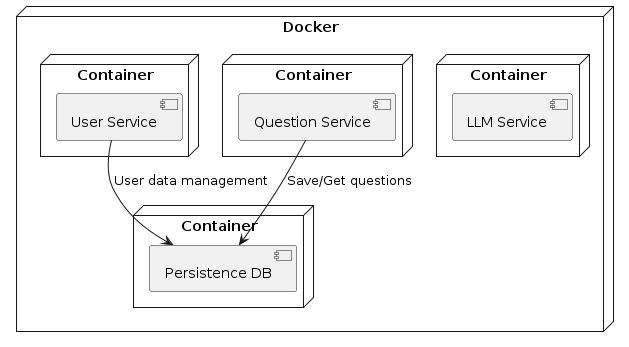 Docker
Container
Container
Container
User Service
Question Service
LLM Service
User data management
Save/Get questions
Container
Persistence DB